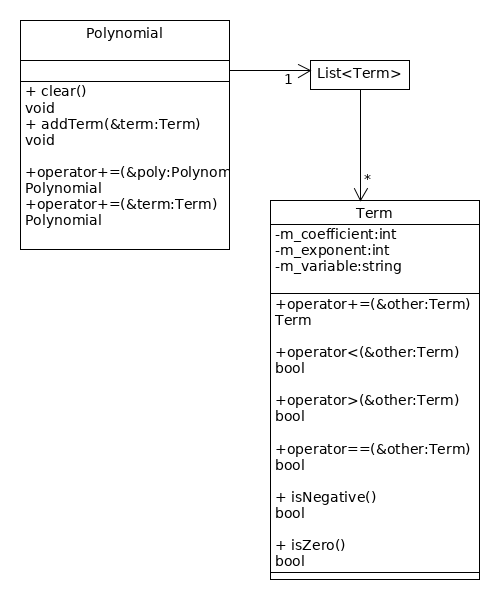 Polynomial
+ clear()
void
+ addTerm(&term:Term)
void
+operator+=(&poly:Polynom
Polynomial
+operator+=(&term:Term)
Polynomial
1
List<Term>
*
Term
-m_coefficient:int
-m_exponent:int
-m_variable:string
+operator+=(&other:Term)
Term
+operator<(&other:Term)
bool
+operator>(&other:Term)
bool
+operator==(&other:Term)
bool
+ isNegative()
bool
+ isZero()
bool